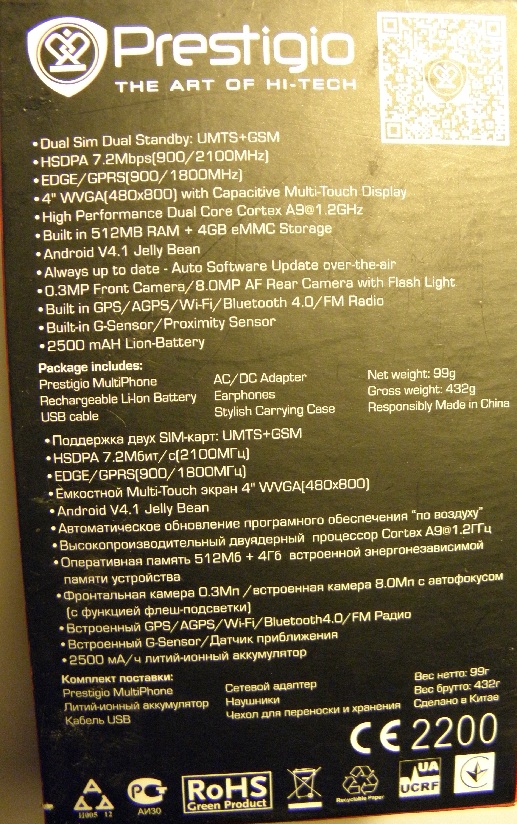 Prestigio
THE ART OF HI-TECH
•Dual Sim Dual Standby: UMTS+GSM
•HSDPA 7.2Mbps(900/2100MHz)
•EDGE/GPRS(900/1800MHz)
•4" WVGA(480x800) with Capacitive Multi-Touch Display
•High Performance Dual Core Cortex A9@1.2GHz
•Built in 512MB RAM + 4GB eMMC Storage
•Android V4.1 Jelly Bean
•Always up to date - Auto Software Update over-the-air
•0.3MP Front Camera/8.0MP AF Rear Camera with Flash Light
•Built in GPS/AGPS/Wi-Fi/Bluetooth 4.0/FM Radio
•Built-in G-Sensor/Proximity Sensor
•2500 mAH Lion-Battery
Package includes:
Prestigio MultiPhone AC/DC Adapter Net weight: 99g
Rechargeable Li-Ion Battery Earphones Gross weight: 432g
USB cable Stylish Carrying Case Responsibly Made in China
•Поддержка двух SIM-карт: UMTS+GSM
•HSDPA 7.2Мбит/с(2100МГц)
•EDGE/GPRS(900/1800МГц)
•Емкостной Multi-Touch экран 4" WVGA(480x800)
•Android V4.1 Jelly Bean
•Автоматическое обновление програмного обеспечения "по воздуху"
•Высокопроизводительный двуядерный процессор Cortex A9@1.2ГГц
•Оперативная память 512Мб + 4Гб встроенной энергонезависимой
памяти устройства
•Фронтальная камера 0.3Мп /встроенная камера 8.0Мп с автофокусом
(с функцией флеш-подсветки)
•Встроенный GPS/AGPS/Wi-Fi/Bluetooth4.0/FM Радио
•Встроенный G-Sensor/Датчик приближения
•2500 мА/ч литий-ионный аккумулятор
Комплект поставки:
Prestigio MultiPhone Сетевой адаптер Вес нетто: 99г
Литий-ионный аккумулятор Наушники Вес брутто: 432г
Кабель USB Чехол для переноски и хранения Сделано в Китае
CE 2200
11005 12
АИ30
RoHS
Green Product
Recyclable Paper
UA
UCRF